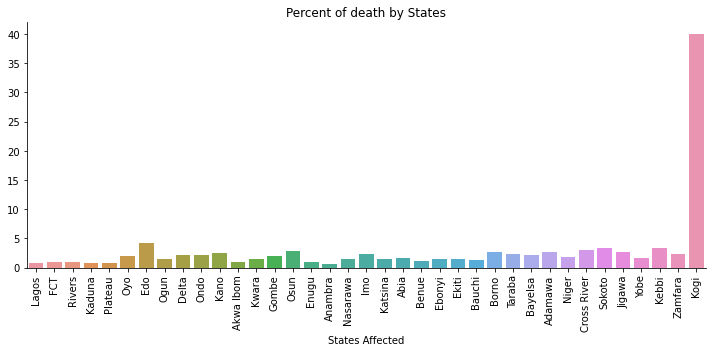 Percent of death by States
40
35
30
25
20
15
10
5
0
Lagos
FCT
Rivers
Kaduna
Plateau
Oyo
Edo
Ogun
Delta
Ondo
Kano
Akwa Ibom
Kwara
Gombe
Osun
Enugu
Anambra
Nasarawa
Imo
Katsina
Abia
Benue
Ebonyi
Ekiti
Bauchi
Borno
Taraba
Bayelsa
Adamawa
Niger
Cross River
Sokoto
Jigawa
Yobe
Kebbi
Zamfara
Kogi
States Affected